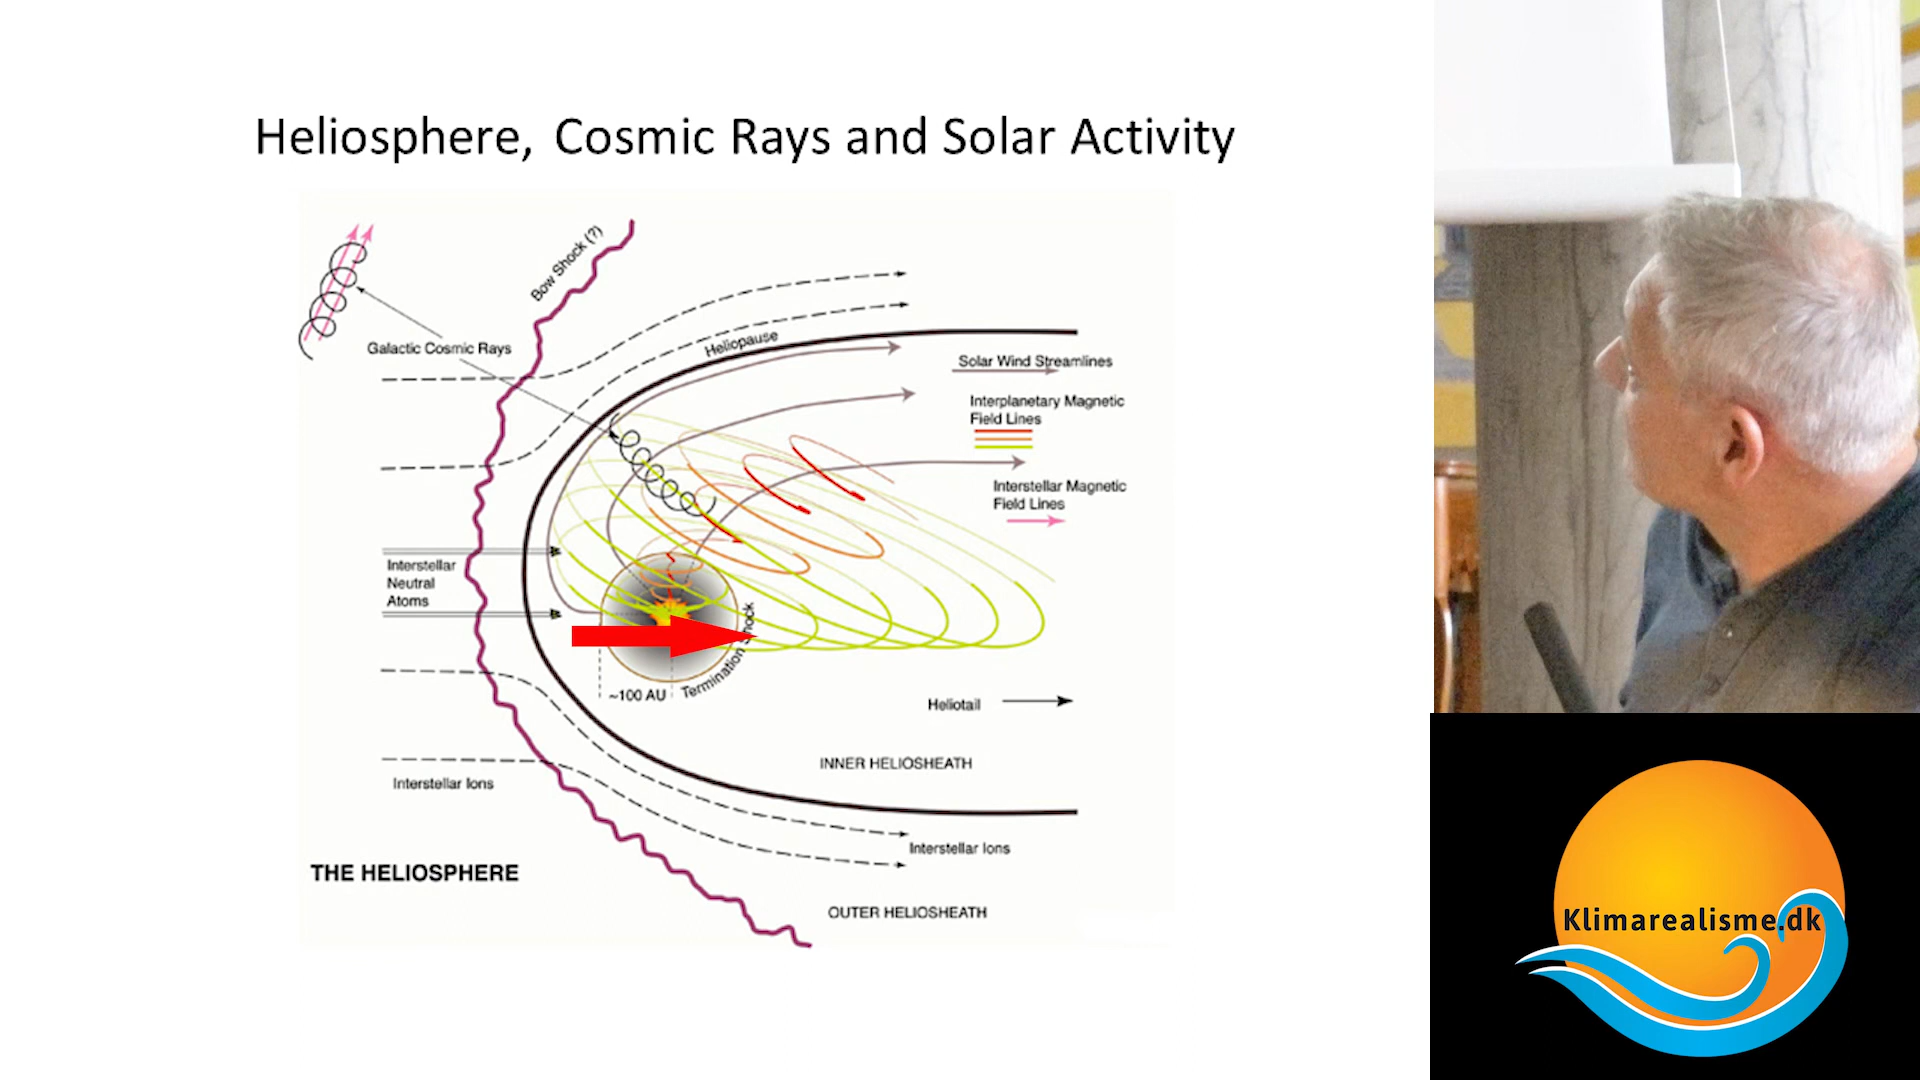 Heliosphere, Cosmic Rays and Solar Activity
Bow Shock (?)
Galactic Cosmic Rays
Heliopause
Solar Wind Streamlines
Interplanetary Magnetic
Field Lines
Interstellar Magnetic
Field Lines
Interstellar
Neutral
Atoms
~100 AU
Termination Shock
Heliotail
INNER HELIOSHEATH
Interstellar Ions
Interstellar Ions
THE HELIOSPHERE
OUTER HELIOSHEATH
Klimarealisme.dk